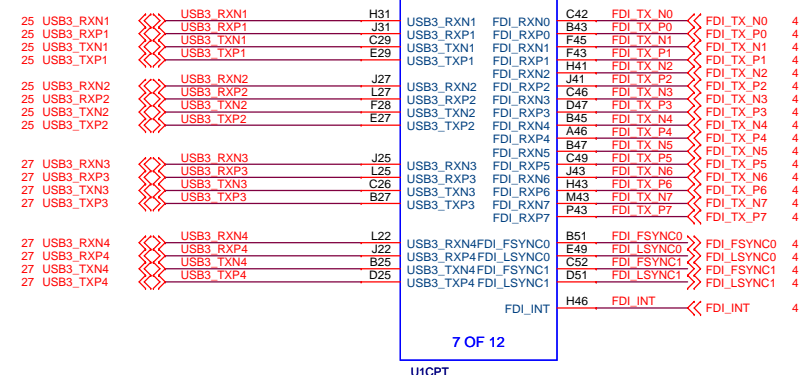 25 USB3_RXN1 USB3_RXN1 H31 USB3_RXN1 FDI_RXN0 C42 FDI_TX_N0 FDI_TX_N0 4
25 USB3_RXP1 USB3_RXP1 J31 USB3_RXP1 FDI_RXP0 B43 FDI_TX_P0 FDI_TX_P0 4
25 USB3_TXN1 USB3_TXN1 C29 USB3_TXN1 FDI_RXN1 F45 FDI_TX_N1 FDI_TX_N1 4
25 USB3_TXP1 USB3_TXP1 E29 USB3_TXP1 FDI_RXP1 F43 FDI_TX_P1 FDI_TX_P1 4
FDI_RXN2 H41 FDI_TX_N2 FDI_TX_N2 4
25 USB3_RXN2 USB3_RXN2 J27 USB3_RXN2 FDI_RXP2 J41 FDI_TX_P2 FDI_TX_P2 4
25 USB3_RXP2 USB3_RXP2 L27 USB3_RXP2 FDI_RXN3 C46 FDI_TX_N3 FDI_TX_N3 4
25 USB3_TXN2 USB3_TXN2 F28 USB3_TXN2 FDI_RXP3 D47 FDI_TX_P3 FDI_TX_P3 4
25 USB3_TXP2 USB3_TXP2 E27 USB3_TXP2 FDI_RXN4 B45 FDI_TX_N4 FDI_TX_N4 4
FDI_RXP4 A46 FDI_TX_P4 FDI_TX_P4 4
FDI_RXN5 B47 FDI_TX_N5 FDI_TX_N5 4
27 USB3_RXN3 USB3_RXN3 J25 USB3_RXN3 FDI_RXP5 C49 FDI_TX_P5 FDI_TX_P5 4
27 USB3_RXP3 USB3_RXP3 L25 USB3_RXP3 FDI_RXN6 J43 FDI_TX_N6 FDI_TX_N6 4
27 USB3_TXN3 USB3_TXN3 C26 USB3_TXN3 FDI_RXP6 H43 FDI_TX_P6 FDI_TX_P6 4
27 USB3_TXP3 USB3_TXP3 B27 USB3_TXP3 FDI_RXN7 M43 FDI_TX_N7 FDI_TX_N7 4
FDI_RXP7 P43 FDI_TX_P7 FDI_TX_P7 4
27 USB3_RXN4 USB3_RXN4 L22 USB3_RXN4 FDI_FSYNC0 B51 FDI_FSYNC0 FDI_FSYNC0 4
27 USB3_RXP4 USB3_RXP4 J22 USB3_RXP4 FDI_LSYNC0 E49 FDI_LSYNC0 FDI_LSYNC0 4
27 USB3_TXN4 USB3_TXN4 B25 USB3_TXN4 FDI_FSYNC1 C52 FDI_FSYNC1 FDI_FSYNC1 4
27 USB3_TXP4 USB3_TXP4 D25 USB3_TXP4 FDI_LSYNC1 D51 FDI_LSYNC1 FDI_LSYNC1 4
FDI_INT H46 FDI_INT FDI_INT 4
7 OF 12
U1CPT